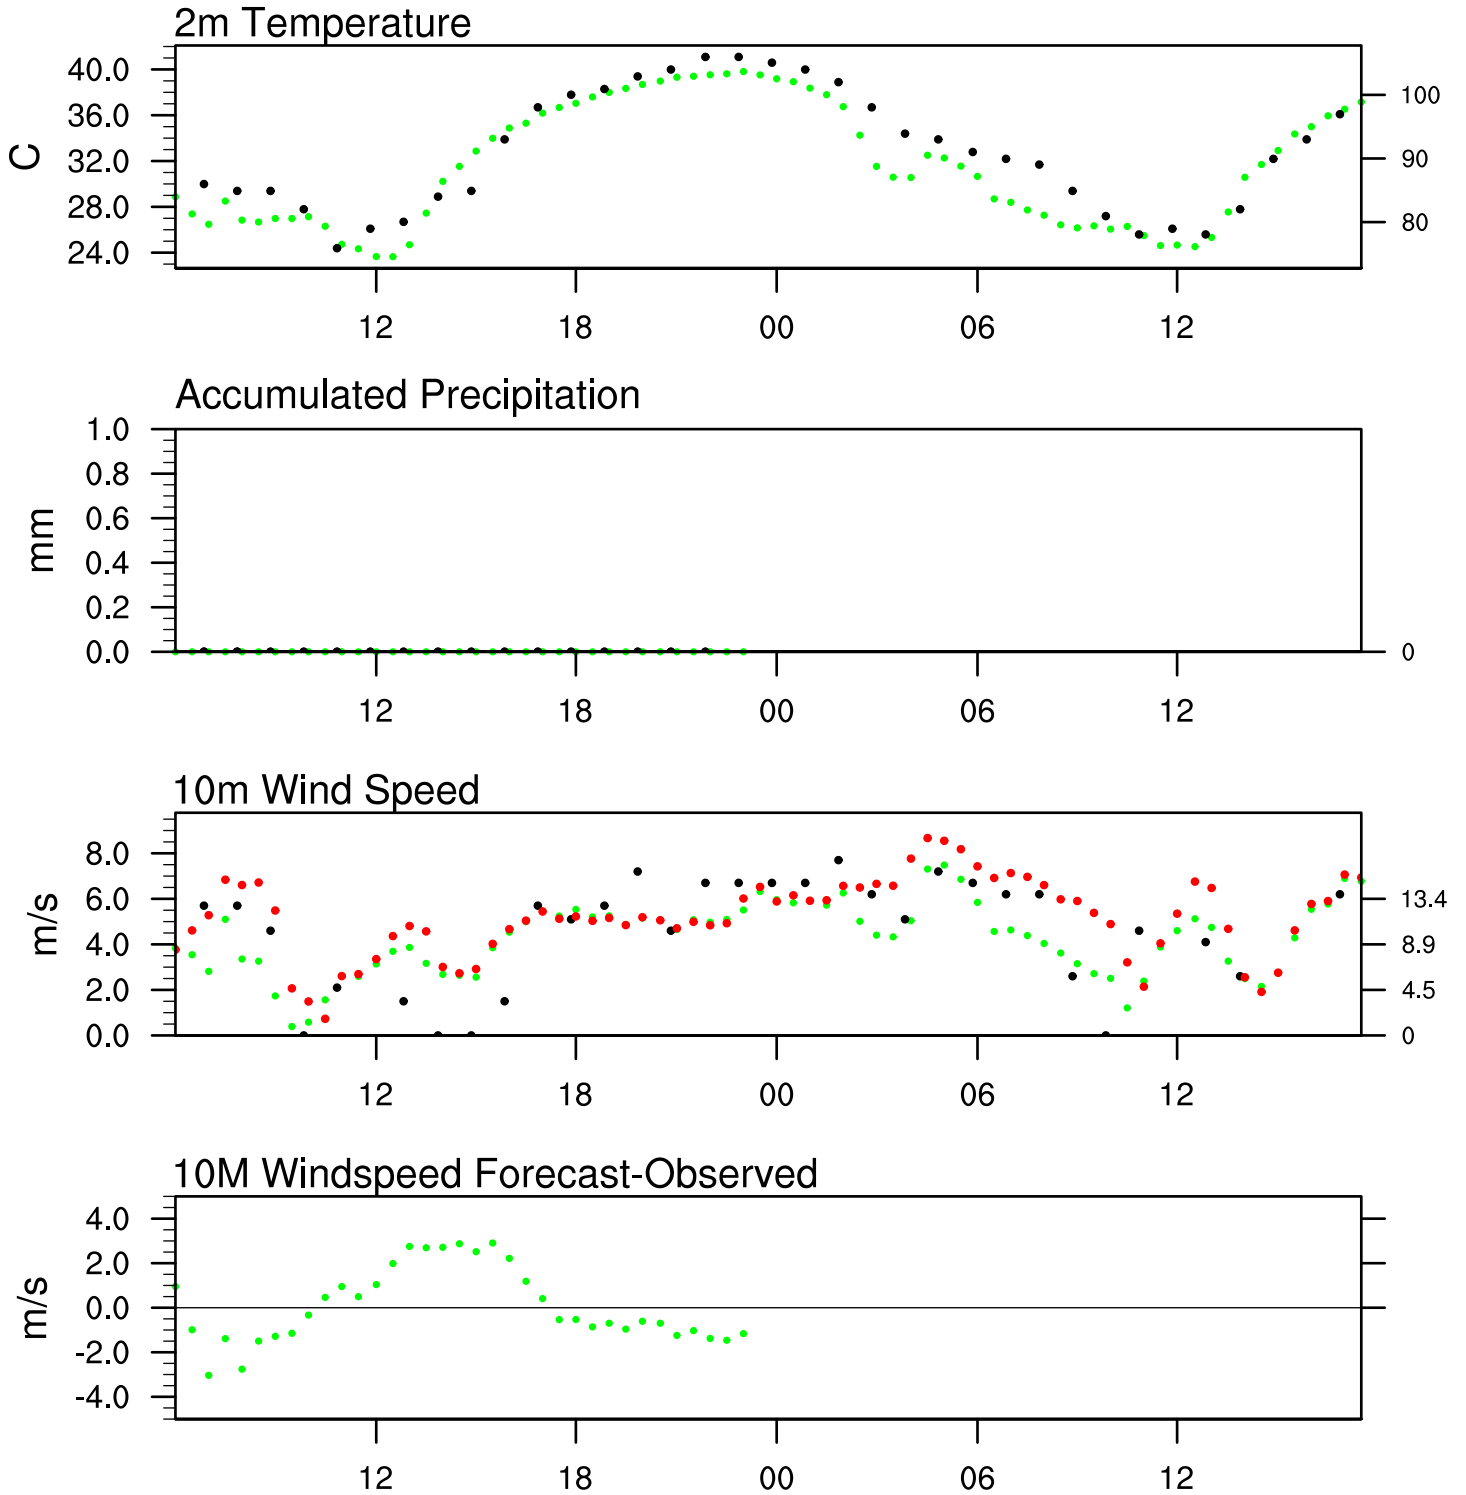 2m Temperature
40.0
36.0
32.0
28.0
24.0
C
100
90
80
12 18 00 06 12
Accumulated Precipitation
1.0
0.8
0.6
0.4
0.2
0.0
mm
0
12 18 00 06 12
10m Wind Speed
8.0
6.0
4.0
2.0
0.0
m/s
13.4
8.9
4.5
0
12 18 00 06 12
10M Windspeed Forecast-Observed
4.0
2.0
0.0
-2.0
-4.0
m/s
12 18 00 06 12